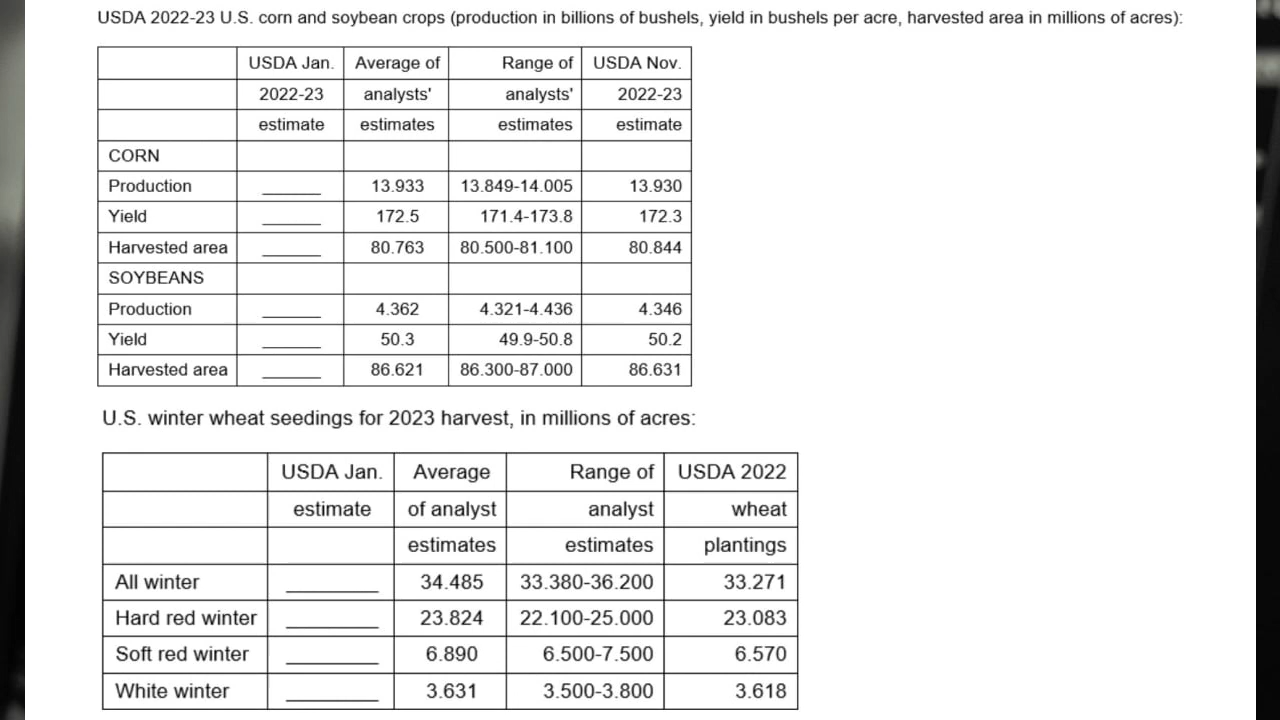 USDA 2022-23 U.S. corn and soybean crops (production in billions of bushels, yield in bushels per acre, harvested area in millions of acres):
USDA Jan. Average of Range of USDA Nov.
2022-23 analysts' analysts' 2022-23
estimate estimates estimates estimate
CORN
Production ______ 13.933 13.849-14.005 13.930
Yield ______ 172.5 171.4-173.8 172.3
Harvested area ______ 80.763 80.500-81.100 80.844
SOYBEANS
Production ______ 4.362 4.321-4.436 4.346
Yield ______ 50.3 49.9-50.8 50.2
Harvested area ______ 86.621 86.300-87.000 86.631
U.S. winter wheat seedings for 2023 harvest, in millions of acres:
USDA Jan. Average Range of USDA 2022
estimate of analyst analyst wheat
estimates estimates plantings
All winter ________ 34.485 33.380-36.200 33.271
Hard red winter ________ 23.824 22.100-25.000 23.083
Soft red winter ________ 6.890 6.500-7.500 6.570
White winter ________ 3.631 3.500-3.800 3.618